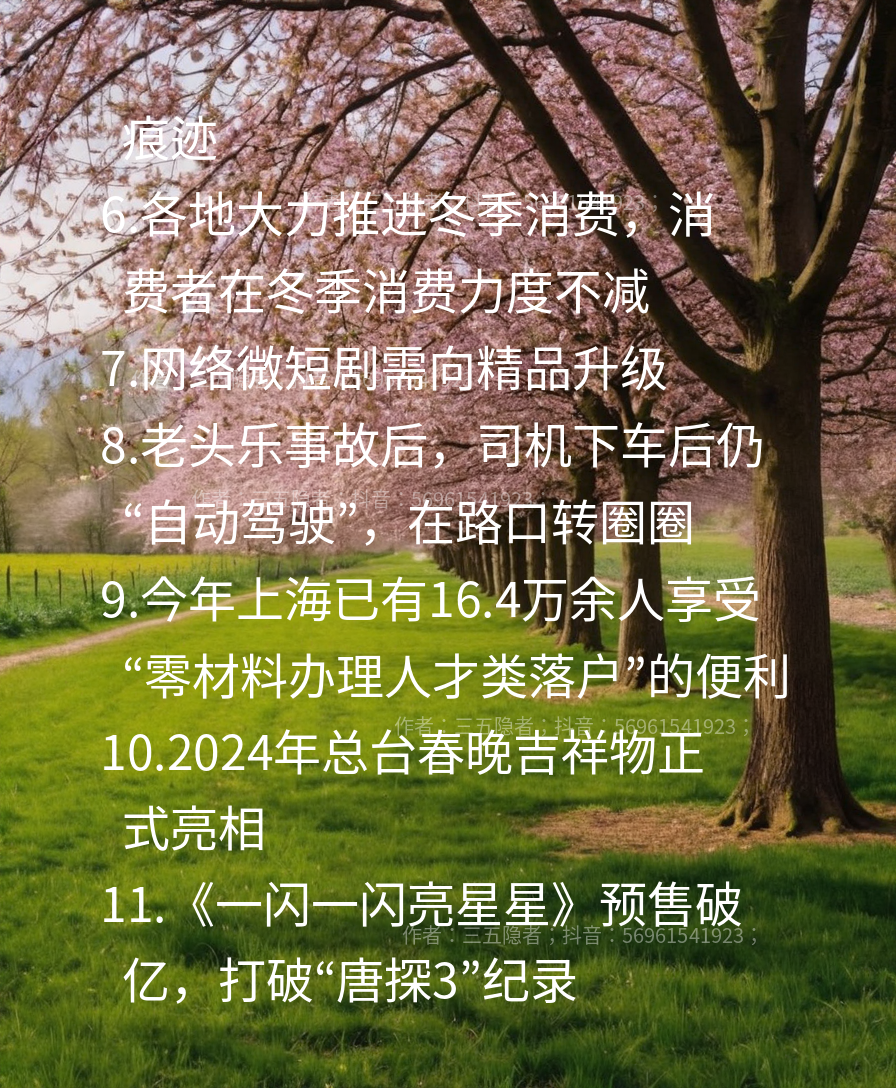 痕迹
6.各地大力推进冬季消费，消
费者在冬季消费力度不减
7.网络微短剧需向精品升级
8.老头乐事故后，司机下车后仍
作者：三五隐者；抖音：56961541923
“自动驾驶”，在路口转圈圈
9.今年上海已有16.4万余人享受
“零材料办理人才类落户”的便利
作者：三五隐者；抖音：56961541923；
10.2024年总台春晚吉祥物正
式亮相
11.《一闪一闪亮星星》预售破
作者：三五隐者；抖音：56961541923；
亿，打破“唐探3”纪录